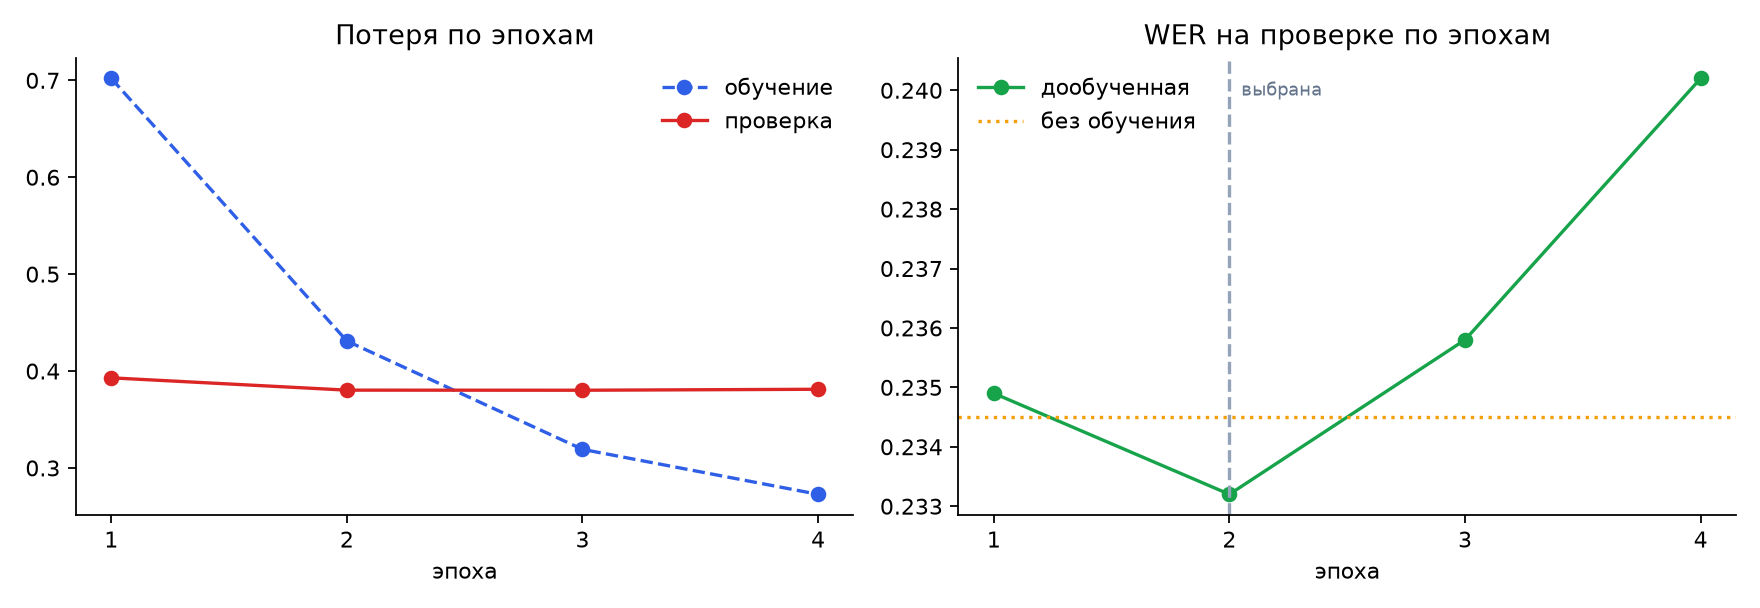 Потеря по эпохам
0.7
0.6
0.5
0.4
0.3
обучение
проверка
1 2 3 4
эпоха
WER на проверке по эпохам
0.240
0.239
0.238
0.237
0.236
0.235
0.234
0.233
дообученная
без обучения
выбрана
1 2 3 4
эпоха